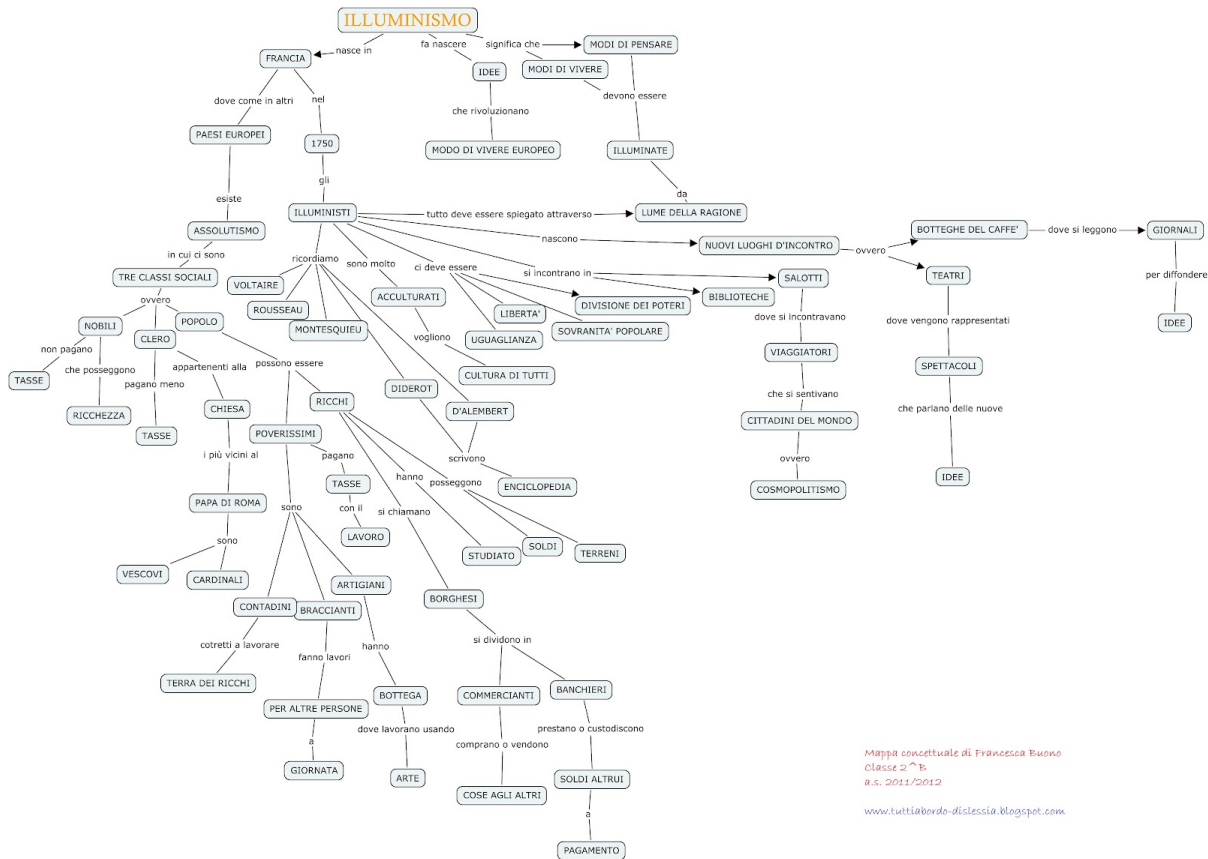 ILLUMINISMO
nasce in
fa nascere
significa che
MODI DI PENSARE
FRANCIA
IDEE
MODI DI VIVERE
dove come in altri
nel
che rivoluzionano
devono essere
PAESI EUROPEI
1750
MODO DI VIVERE EUROPEO
ILLUMINATE
gli
da
esiste
ILLUMINISTI
tutto deve essere spiegato attraverso
LUME DELLA RAGIONE
ASSOLUTISMO
nascono
NUOVI LUOGHI D'INCONTRO
ovvero
BOTTEGHE DEL CAFFE'
dove si leggono
GIORNALI
in cui ci sono
ricordiamo
sono molto
ci deve essere
si incontrano in
SALOTTI
TEATRI
per diffondere
TRE CLASSI SOCIALI
VOLTAIRE
ACCULTURATI
DIVISIONE DEI POTERI
BIBLIOTECHE
ovvero
ROUSSEAU
LIBERTA'
dove si incontravano
dove vengono rappresentati
IDEE
NOBILI
CLERO
POPOLO
MONTESQUIEU
vogliono
UGUAGLIANZA
SOVRANITA' POPOLARE
non pagano
che posseggono
pagano meno
appartenenti alla
possono essere
CULTURA DI TUTTI
VIAGGIATORI
SPETTACOLI
TASSE
RICCHEZZA
TASSE
CHIESA
RICCHI
DIDEROT
D'ALEMBERT
che si sentivano
CITTADINI DEL MONDO
che parlano delle nuove
POVERISSIMI
i più vicini al
pagano
hanno
posseggono
scrivono
ovvero
TASSE
ENCICLOPEDIA
COSMOPOLITISMO
IDEE
PAPA DI ROMA
sono
con il
si chiamano
LAVORO
sono
STUDIATO
SOLDI
TERRENI
VESCOVI
CARDINALI
ARTIGIANI
BORGHESI
CONTADINI
BRACCIANTI
cotretti a lavorare
fanno lavori
hanno
si dividono in
TERRA DEI RICCHI
BOTTEGA
COMMERCIANTI
BANCHIERI
PER ALTRE PERSONE
dove lavorano usando
prestano o custodiscono
a
comprano o vendono
GIORNATA
ARTE
COSE AGLI ALTRI
SOLDI ALTRUI
a
PAGAMENTO
Mappa concettuale di Francesca Buono
Classe 2^B
a.s. 2011/2012
www.tuttiabordo-dislessia.blogspot.com